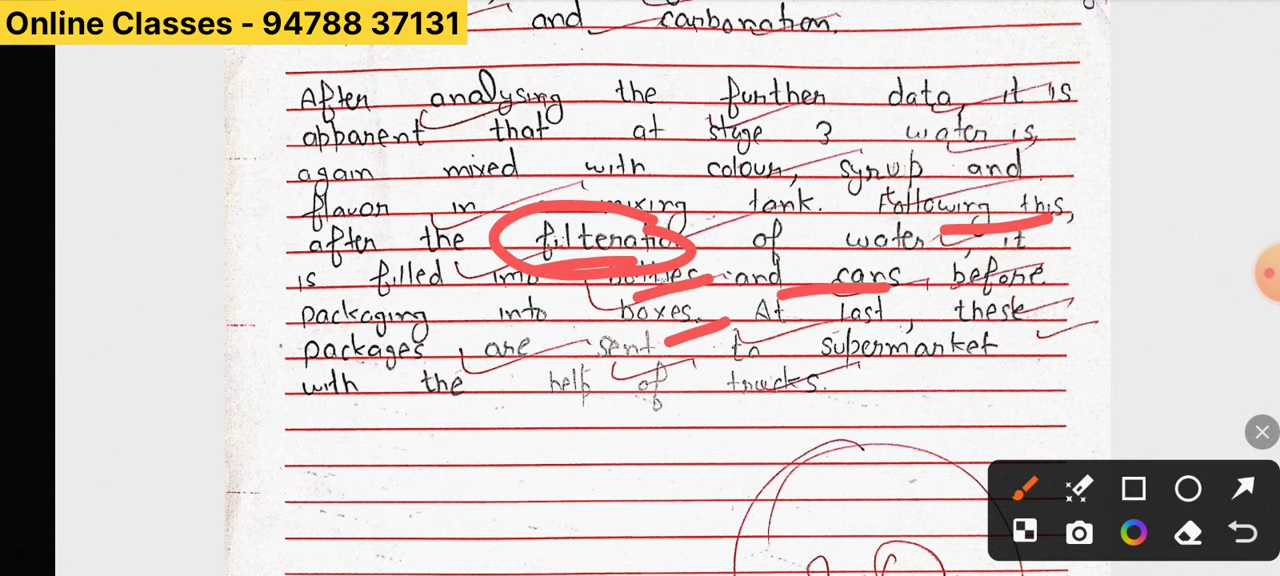 Online Classes - 94788 37131
and carbonation.
After analysing the further data, it is
apparent that at stage 3 water is,
again mixed with colour, syrup and
flavor in mixing tank. Following this,
after the filteration of water, it
is filled into bottles and cans, before
packaging into boxes. At last, these
packages are sent to supermarket
with the help of trucks.